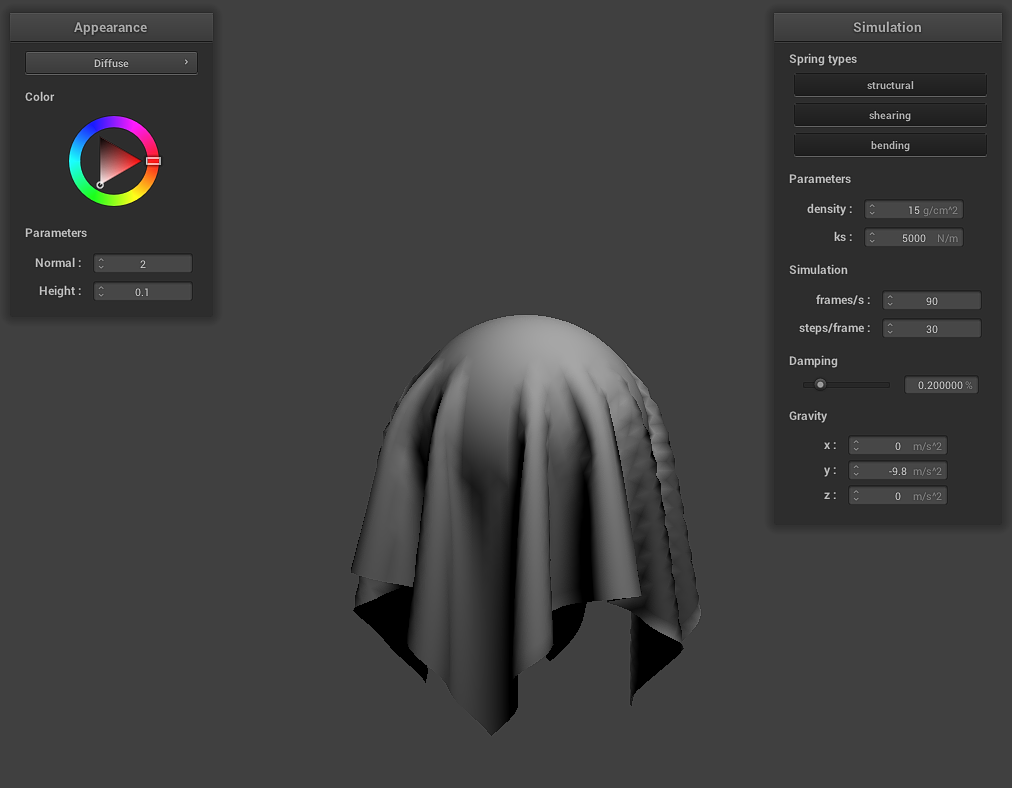 Appearance
Diffuse ›
Color
Parameters
Normal : 2
Height : 0.1
Simulation
Spring types
structural
shearing
bending
Parameters
density : 15 g/cm^2
ks : 5000 N/m
Simulation
frames/s : 90
steps/frame : 30
Damping
0.200000 %
Gravity
x : 0 m/s^2
y : -9.8 m/s^2
z : 0 m/s^2